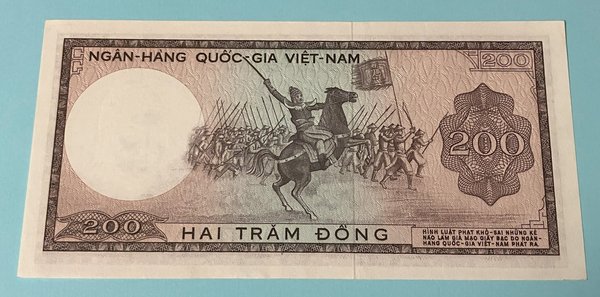 NGÂN-HÀNG QUỐC-GIA VIỆT-NAM
200
200
200
HAI TRĂM ĐỒNG
HÌNH LUẬT PHẠT KHỔ-SAI NHỮNG KẺ
NÀO LÀM GIẢ MẠO GIẤY BẠC DO NGÂN-
HÀNG QUỐC-GIA VIỆT-NAM PHÁT RA.